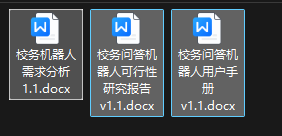 校务机器人
需求分析
1.1.docx
校务问答机
器人可行性
研究报告
v1.1.docx
校务问答机
器人用户手
册
v1.1.docx